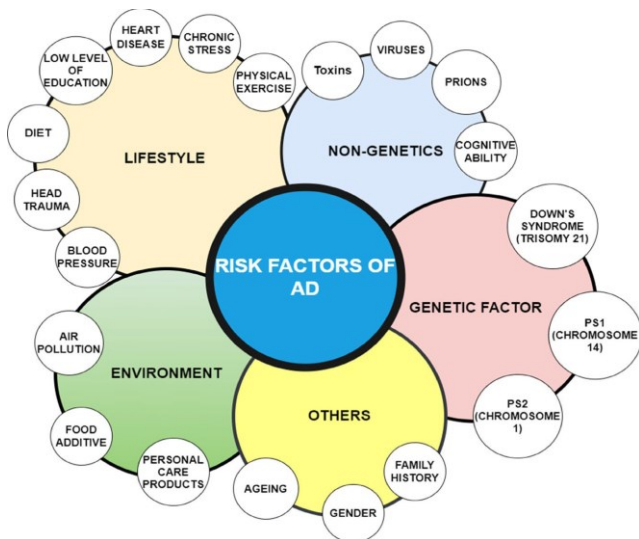 HEART
DISEASE
CHRONIC
STRESS
LOW LEVEL
OF
EDUCATION
PHYSICAL
EXERCISE
DIET
LIFESTYLE
HEAD
TRAUMA
BLOOD
PRESSURE
Toxins
VIRUSES
PRIONS
COGNITIVE
ABILITY
NON-GENETICS
RISK FACTORS OF
AD
DOWN'S
SYNDROME
(TRISOMY 21)
GENETIC FACTOR
PS1
(CHROMOSOME
14)
PS2
(CHROMOSOME
1)
AIR
POLLUTION
ENVIRONMENT
FOOD
ADDITIVE
PERSONAL
CARE
PRODUCTS
OTHERS
AGEING
GENDER
FAMILY
HISTORY